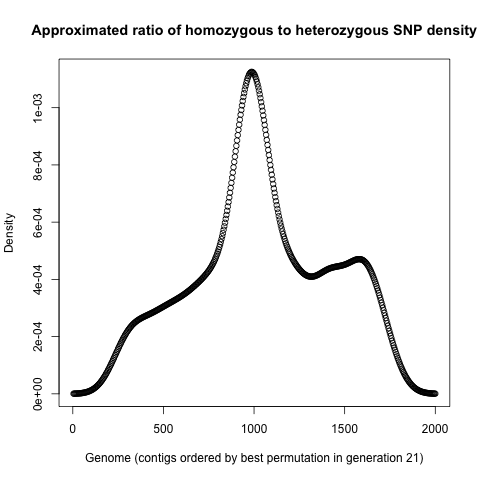 Approximated ratio of homozygous to heterozygous SNP density
Density
1e-03
8e-04
6e-04
4e-04
2e-04
0e+00
0 500 1000 1500 2000
Genome (contigs ordered by best permutation in generation 21)